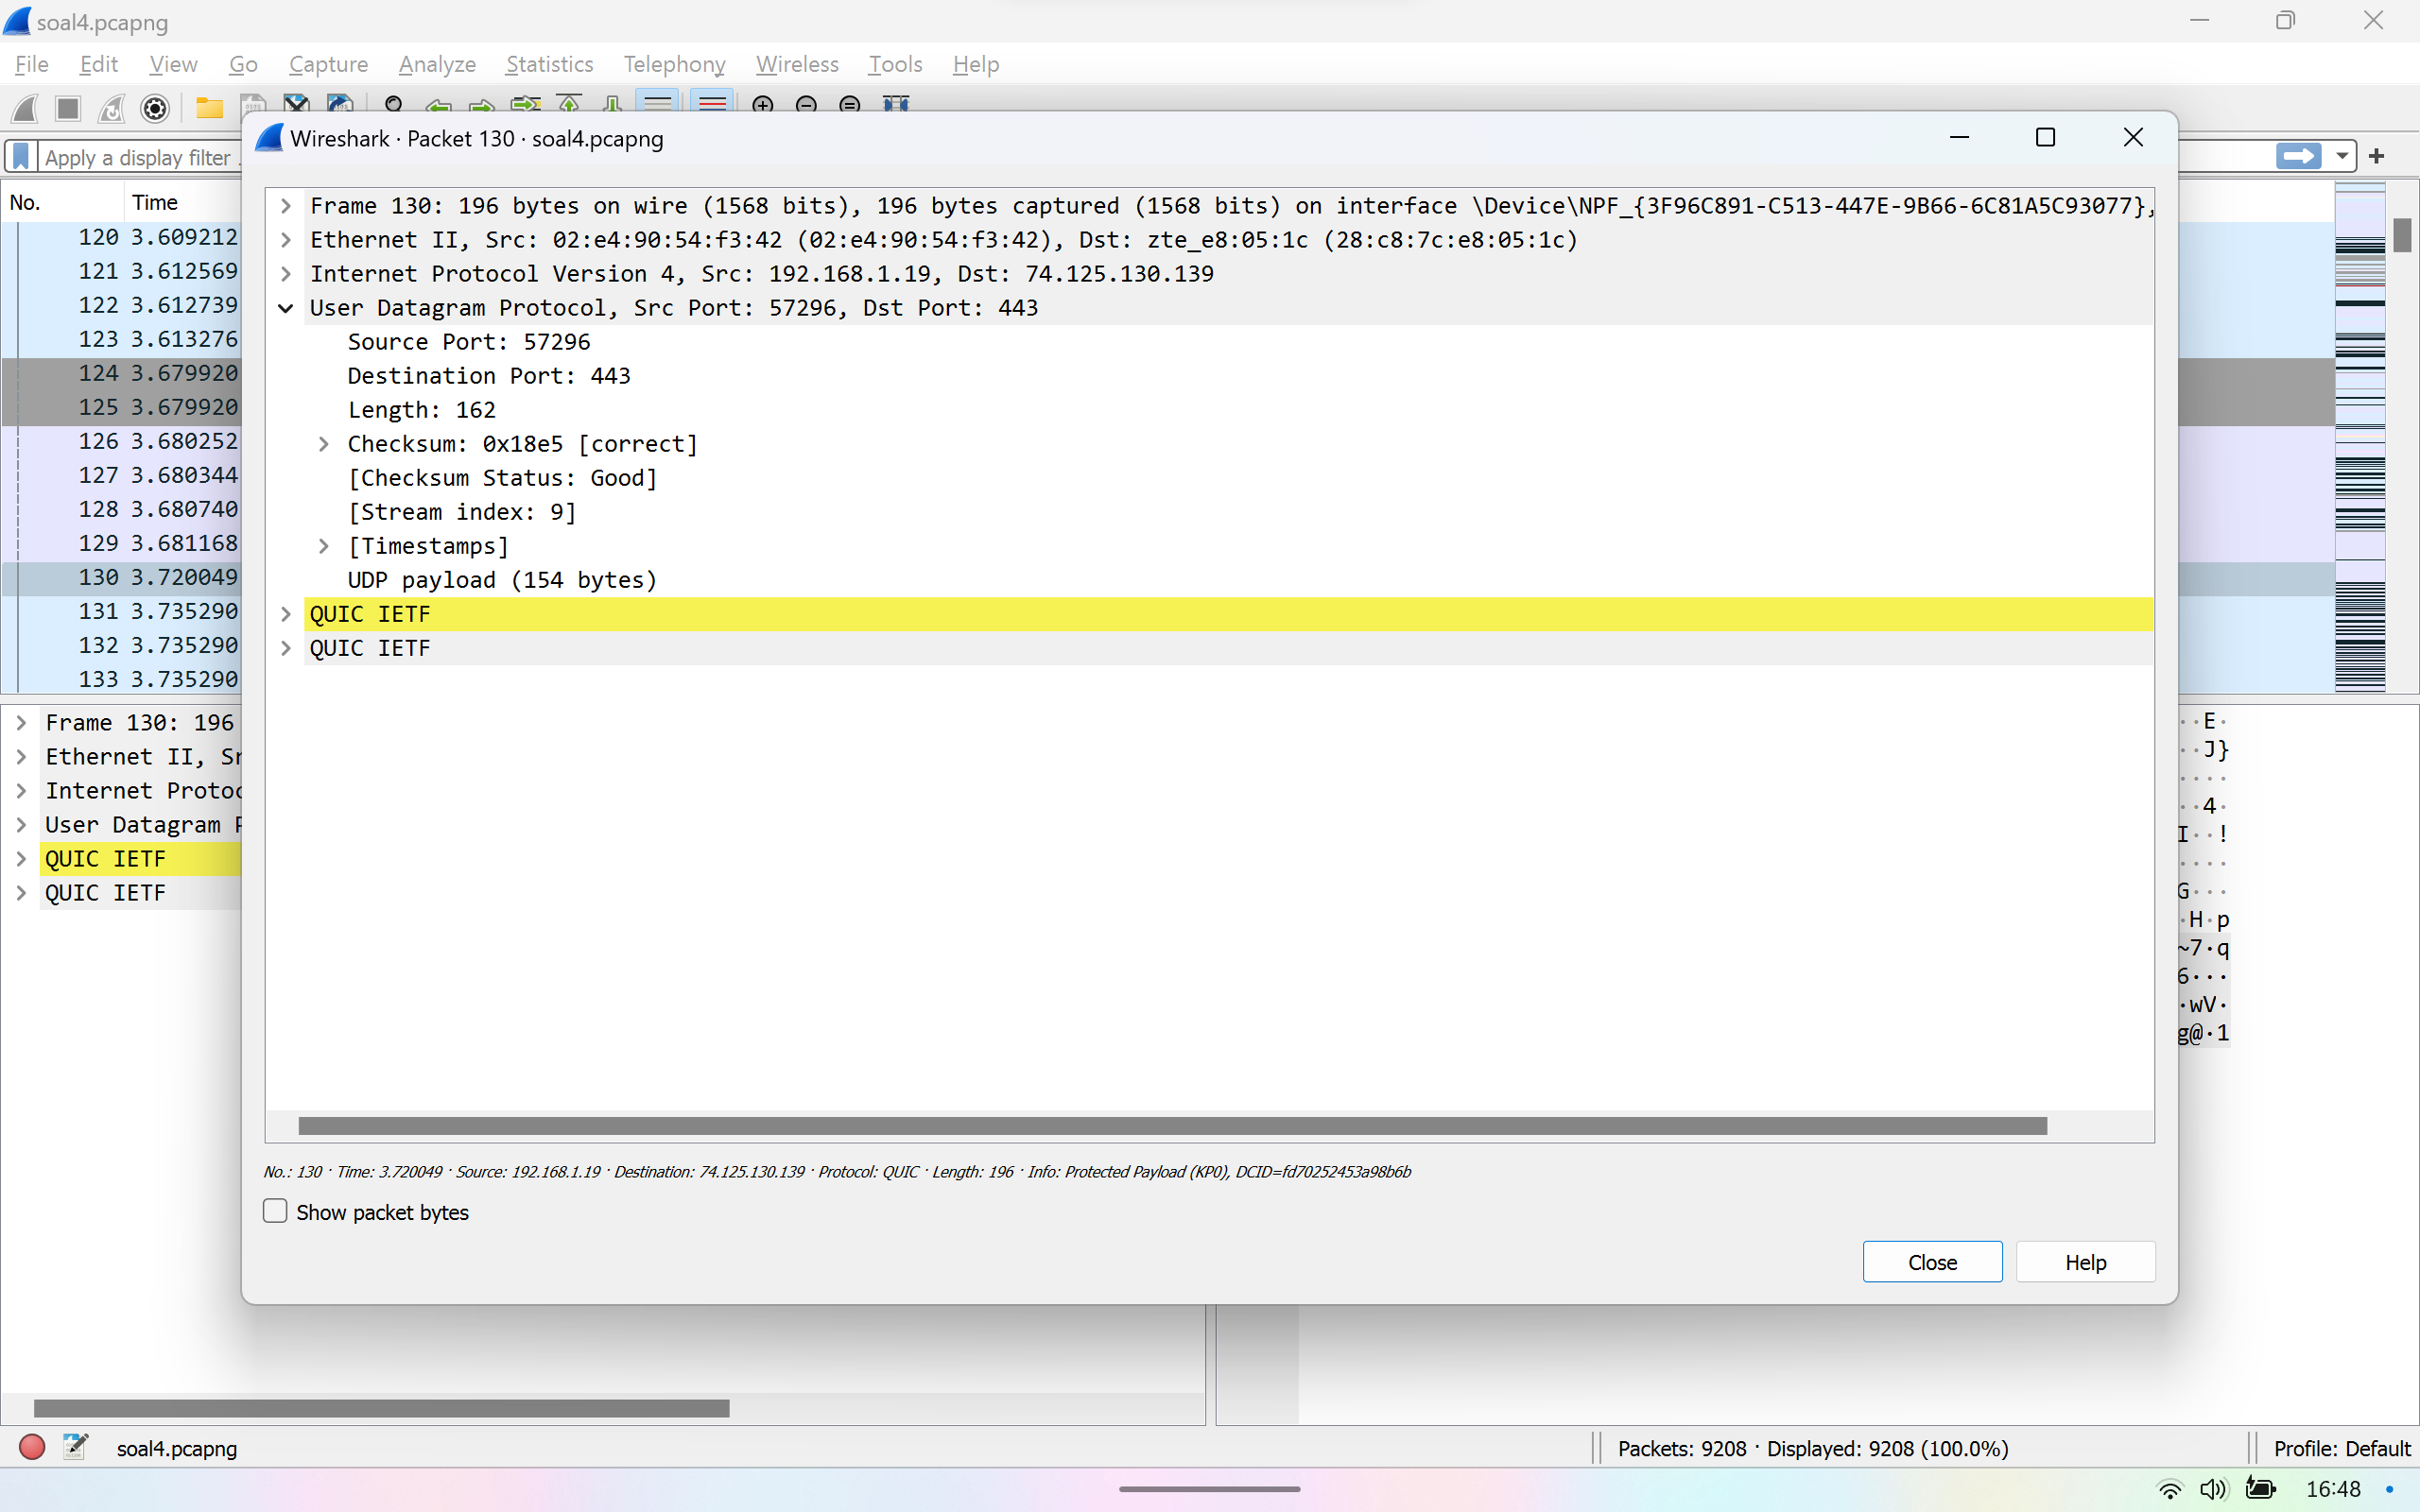 soal4.pcapng
File Edit View Go Capture Analyze Statistics Telephony Wireless Tools Help
Apply a display filter
Wireshark · Packet 130 · soal4.pcapng
No. Time
120 3.609212
121 3.612569
122 3.612739
123 3.613276
124 3.679920
125 3.679920
126 3.680252
127 3.680344
128 3.680740
129 3.681168
130 3.720049
131 3.735290
132 3.735290
133 3.735290
Frame 130: 196 bytes on wire (1568 bits), 196 bytes captured (1568 bits) on interface \Device\NPF_{3F96C891-C513-447E-9B66-6C81A5C93077},
Ethernet II, Src: 02:e4:90:54:f3:42 (02:e4:90:54:f3:42), Dst: zte_e8:05:1c (28:c8:7c:e8:05:1c)
Internet Protocol Version 4, Src: 192.168.1.19, Dst: 74.125.130.139
User Datagram Protocol, Src Port: 57296, Dst Port: 443
Source Port: 57296
Destination Port: 443
Length: 162
Checksum: 0x18e5 [correct]
[Checksum Status: Good]
[Stream index: 9]
[Timestamps]
UDP payload (154 bytes)
QUIC IETF
QUIC IETF
Frame 130: 196
Ethernet II,
Internet
User Datagram
QUIC IETF
QUIC IETF
··E·
··J}
····
··4·
I··!
····
G···
·H·p
~7·q
6···
·wV·
g@·1
No.: 130 · Time: 3.720049 · Source: 192.168.1.19 · Destination: 74.125.130.139 · Protocol: QUIC · Length: 196 · Info: Protected Payload (KP0), DCID=fd70252453a98b6b
Show packet bytes
Close Help
soal4.pcapng
Packets: 9208 · Displayed: 9208 (100.0%)
Profile: Default
16:48